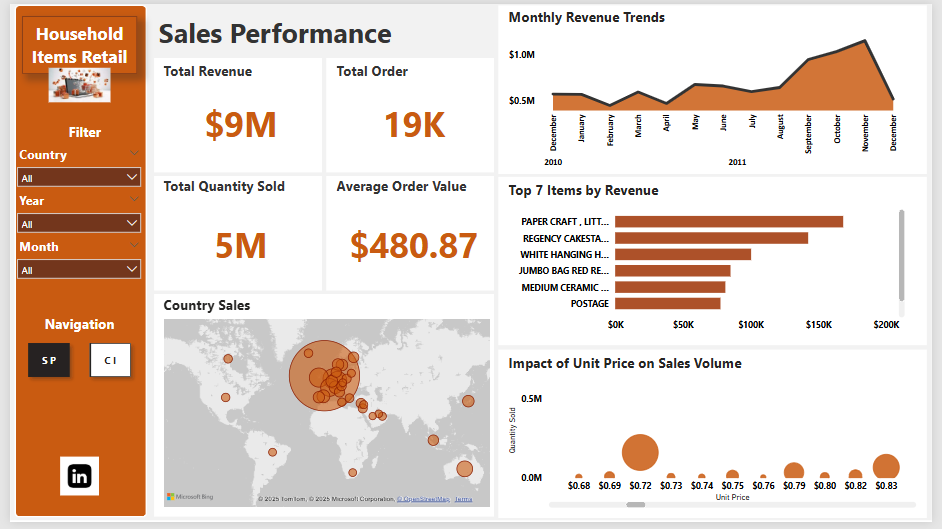 Household
Items Retail
Filter
Country
All
Year
All
Month
All
Navigation
S P
C I
in
Sales Performance
Total Revenue
$9M
Total Order
19K
Total Quantity Sold
5M
Average Order Value
$480.87
Country Sales
Microsoft Bing
© 2025 TomTom, © 2025 Microsoft Corporation, © OpenStreetMap Terms
Monthly Revenue Trends
$1.0M
$0.5M
December
January
February
March
April
May
June
July
August
September
October
November
December
2010
2011
Top 7 Items by Revenue
PAPER CRAFT , LITT...
REGENCY CAKESTA...
WHITE HANGING H...
JUMBO BAG RED RE...
MEDIUM CERAMIC ...
POSTAGE
$0K $50K $100K $150K $200K
Impact of Unit Price on Sales Volume
Quantity Sold
0.5M
0.0M
$0.68 $0.69 $0.72 $0.73 $0.74 $0.75 $0.76 $0.79 $0.80 $0.82 $0.83
Unit Price